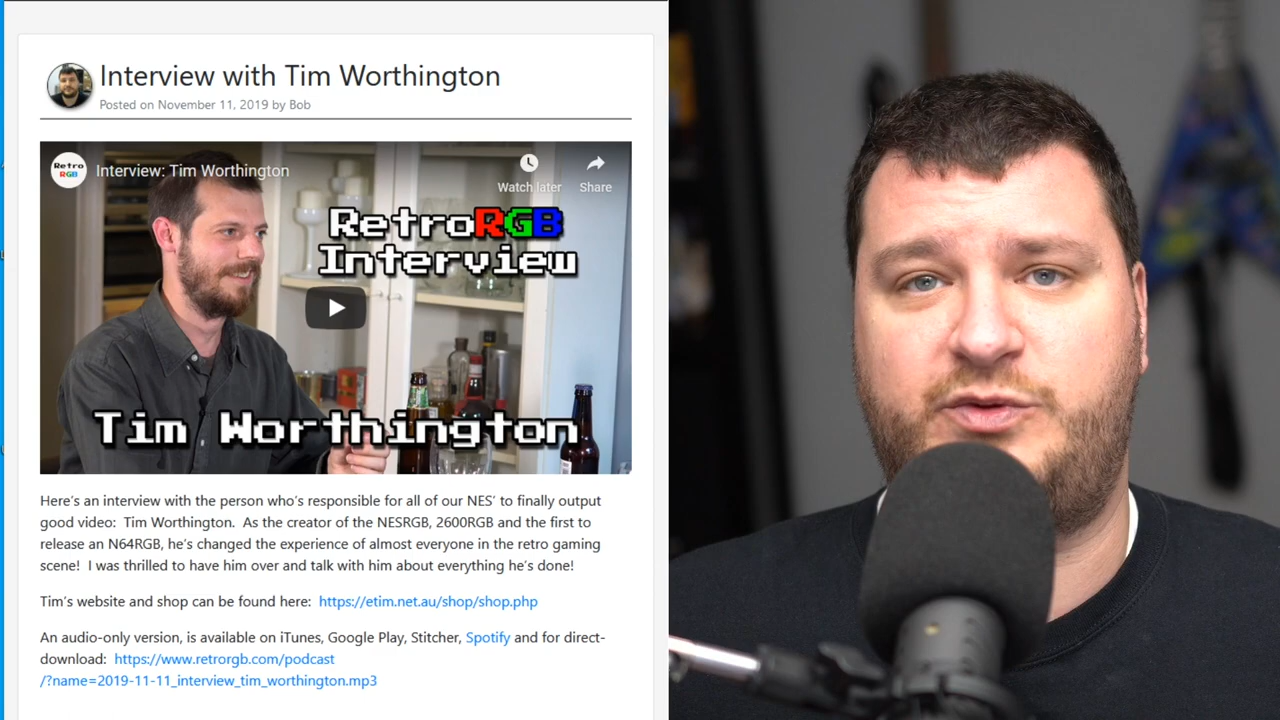 Interview with Tim Worthington
Posted on November 11, 2019 by Bob
Retro
RGB
Interview: Tim Worthington
Watch later
Share
RetroRGB
Interview
Tim Worthington
Here's an interview with the person who's responsible for all of our NES' to finally output
good video:  Tim Worthington.  As the creator of the NESRGB, 2600RGB and the first to
release an N64RGB, he's changed the experience of almost everyone in the retro gaming
scene!  I was thrilled to have him over and talk with him about everything he's done!
Tim's website and shop can be found here:  https://etim.net.au/shop/shop.php
An audio-only version, is available on iTunes, Google Play, Stitcher, Spotify and for direct-
download:  https://www.retrorgb.com/podcast
/?name=2019-11-11_interview_tim_worthington.mp3